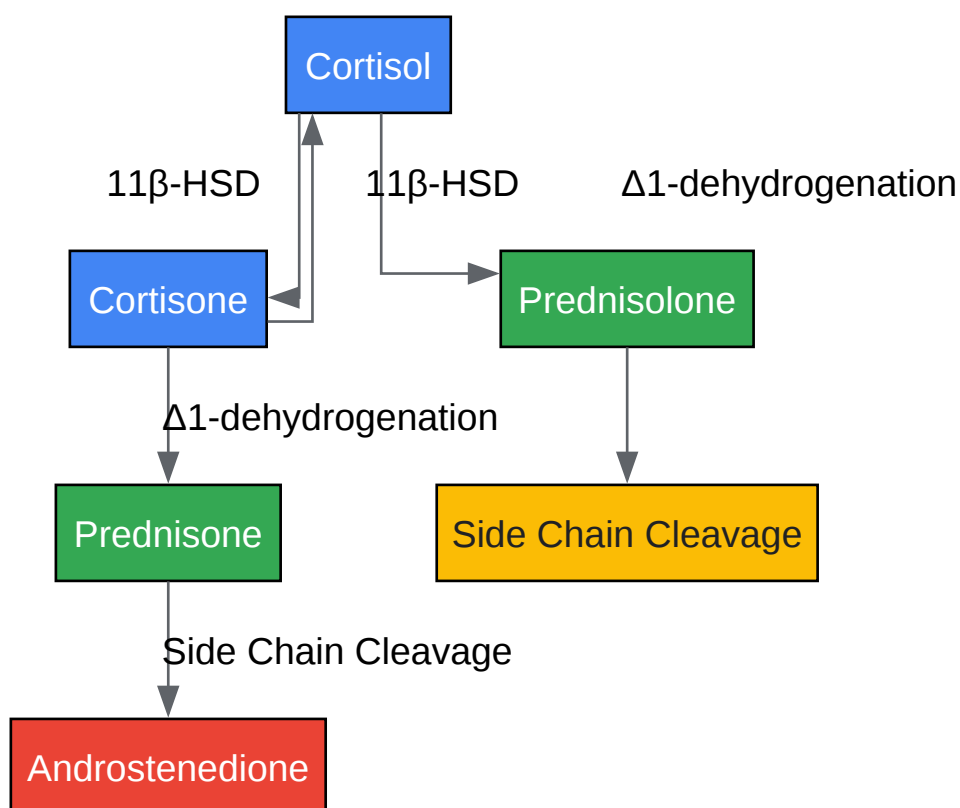 Cortisol
11β-HSD
11β-HSD
Δ1-dehydrogenation
Cortisone
Prednisolone
Δ1-dehydrogenation
Prednisone
Side Chain Cleavage
Side Chain Cleavage
Androstenedione